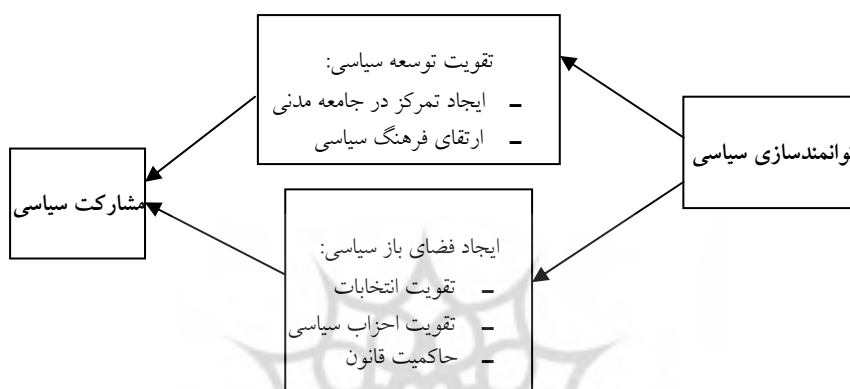 تقویت توسعه سیاسی:
- ایجاد تمرکز در جامعه مدنی
- ارتقای فرهنگ سیاسی
توانمندسازی سیاسی
مشارکت سیاسی
ایجاد فضای باز سیاسی:
- تقویت انتخابات
- تقویت احزاب سیاسی
- حاکمیت قانون